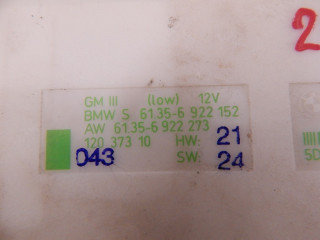 2
GM III (low) 12V
BMW S 61.35-6 922 152
AW 61.35-6 922 273
120 373 10 HW: 21
043 SW: 24